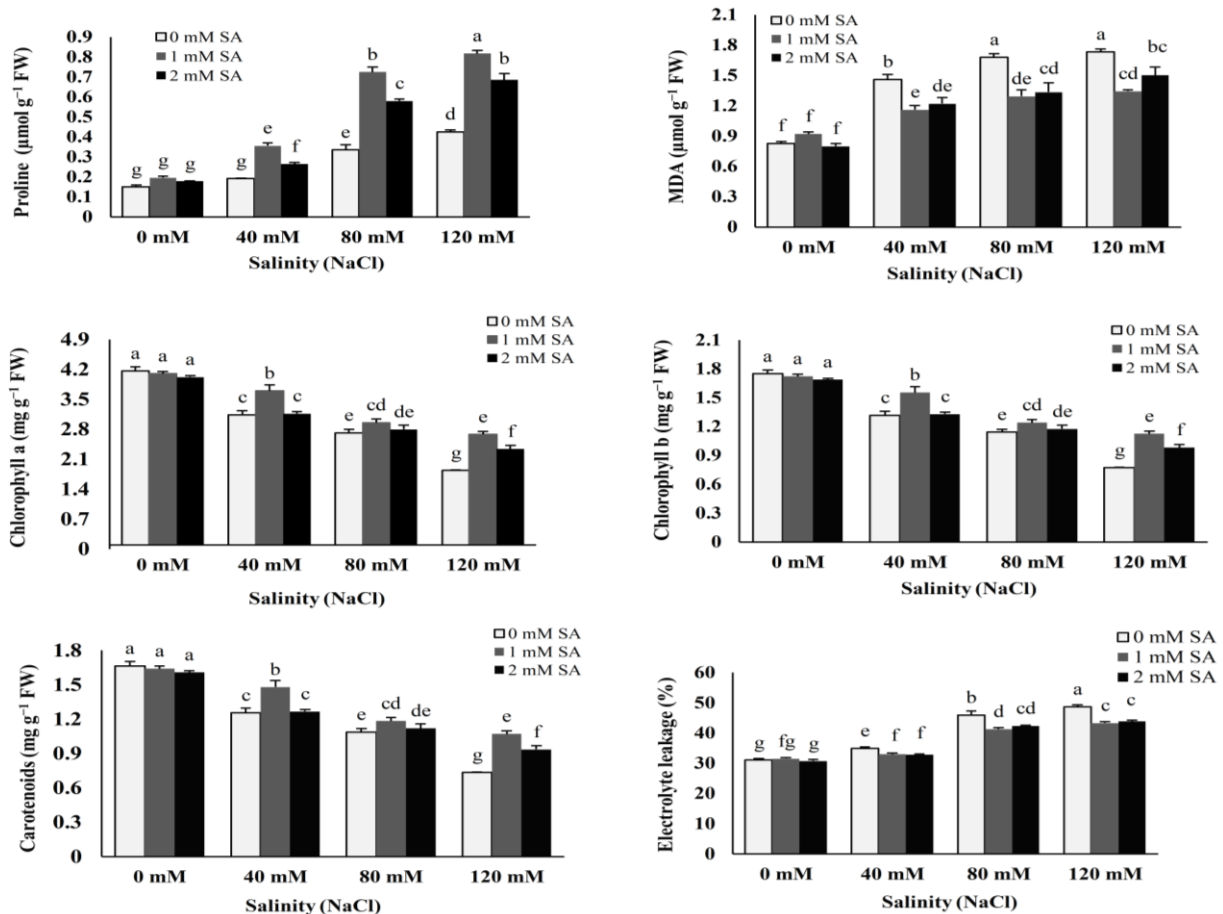 0 mM SA
1 mM SA
2 mM SA
Proline (µmol g⁻¹ FW)
0.9
0.8
0.7
0.6
0.5
0.4
0.3
0.2
0.1
0
g g g
g e f
e b c
d a b
0 mM 40 mM 80 mM 120 mM
Salinity (NaCl)
0 mM SA
1 mM SA
2 mM SA
MDA (µmol g⁻¹ FW)
2.1
1.8
1.5
1.2
0.9
0.6
0.3
0
f f f
b e de
a de cd
a cd bc
0 mM 40 mM 80 mM 120 mM
Salinity (NaCl)
0 mM SA
1 mM SA
2 mM SA
Chlorophyll a (mg g⁻¹ FW)
4.9
4.2
3.5
2.8
2.1
1.4
0.7
0
a a a
c b c
e cd de
g e f
0 mM 40 mM 80 mM 120 mM
Salinity (NaCl)
0 mM SA
1 mM SA
2 mM SA
Chlorophyll b (mg g⁻¹ FW)
2.1
1.8
1.5
1.2
0.9
0.6
0.3
0
a a a
c b c
e cd de
g e f
0 mM 40 mM 80 mM 120 mM
Salinity (NaCl)
0 mM SA
1 mM SA
2 mM SA
Carotenoids (mg g⁻¹ FW)
1.8
1.5
1.2
0.9
0.6
0.3
0
a a a
c b c
e cd de
g e f
0 mM 40 mM 80 mM 120 mM
Salinity (NaCl)
0 mM SA
1 mM SA
2 mM SA
Electrolyte leakage (%)
60
50
40
30
20
10
0
g fg g
e f f
b d cd
a c c
0 mM 40 mM 80 mM 120 mM
Salinity (NaCl)